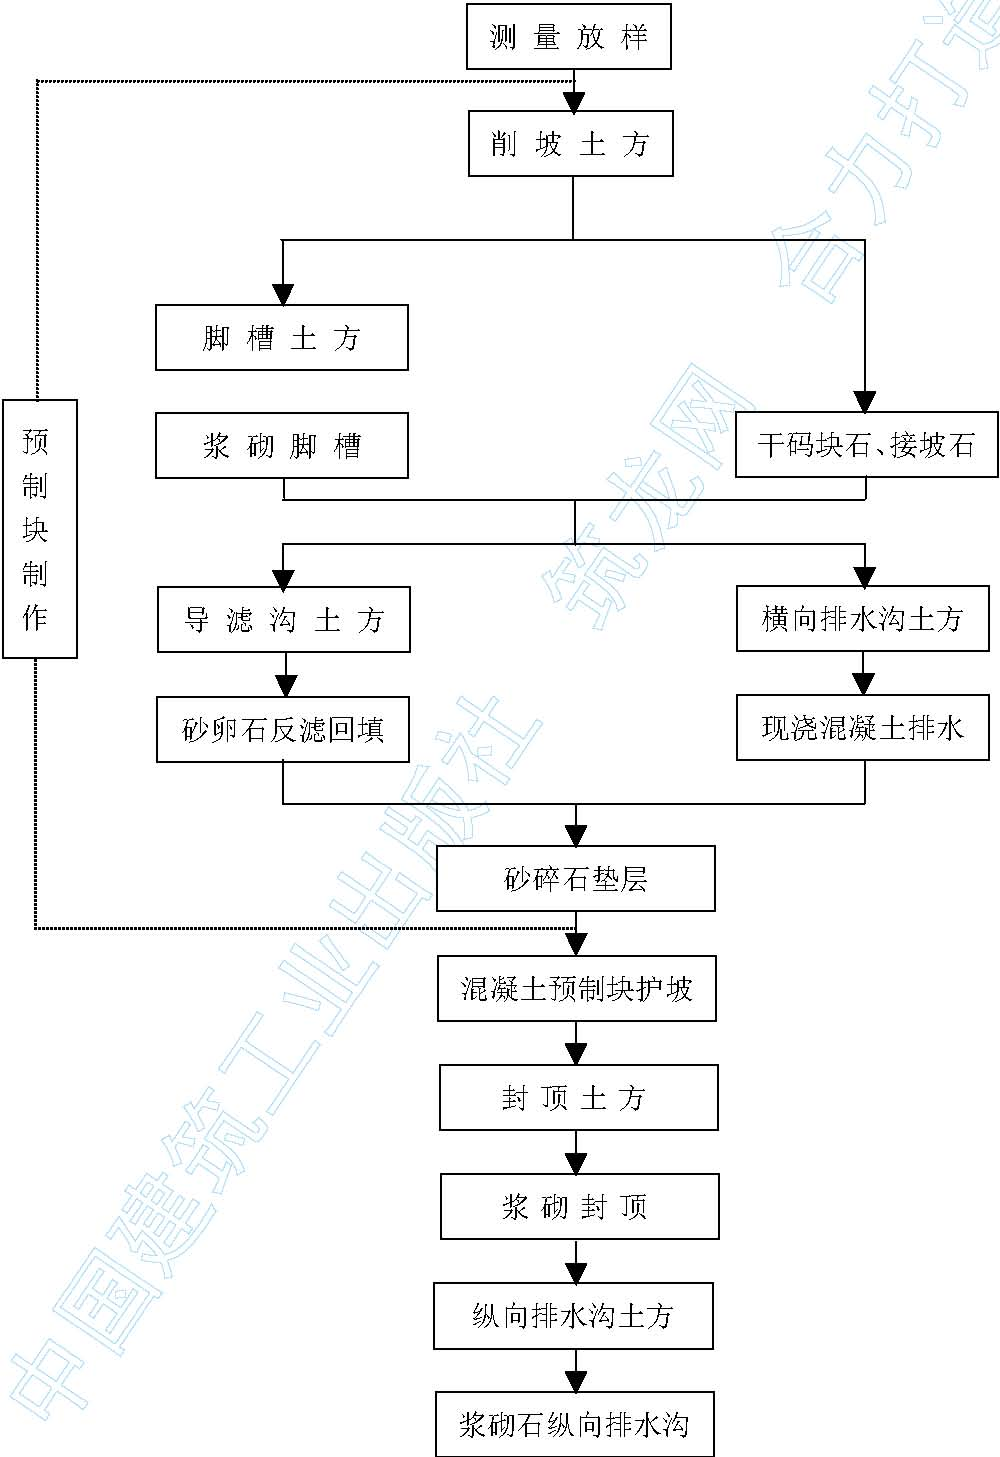 测量放样
削坡土方
脚槽土方
浆砌脚槽
干码块石、接坡石
预制块制作
导滤沟土方
横向排水沟土方
砂卵石反滤回填
现浇混凝土排水
砂碎石垫层
混凝土预制块护坡
封顶土方
浆砌封顶
纵向排水沟土方
浆砌石纵向排水沟
中国建筑工业出版社
筑龙网
合力打造